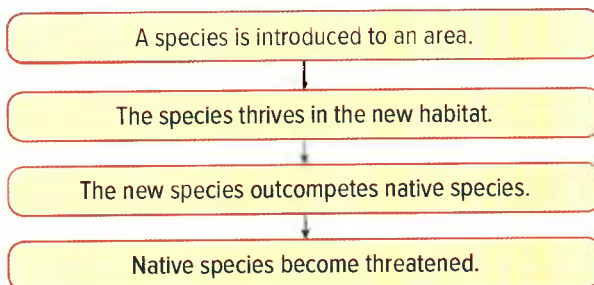 A species is introduced to an area.
The species thrives in the new habitat.
The new species outcompetes native species.
Native species become threatened.